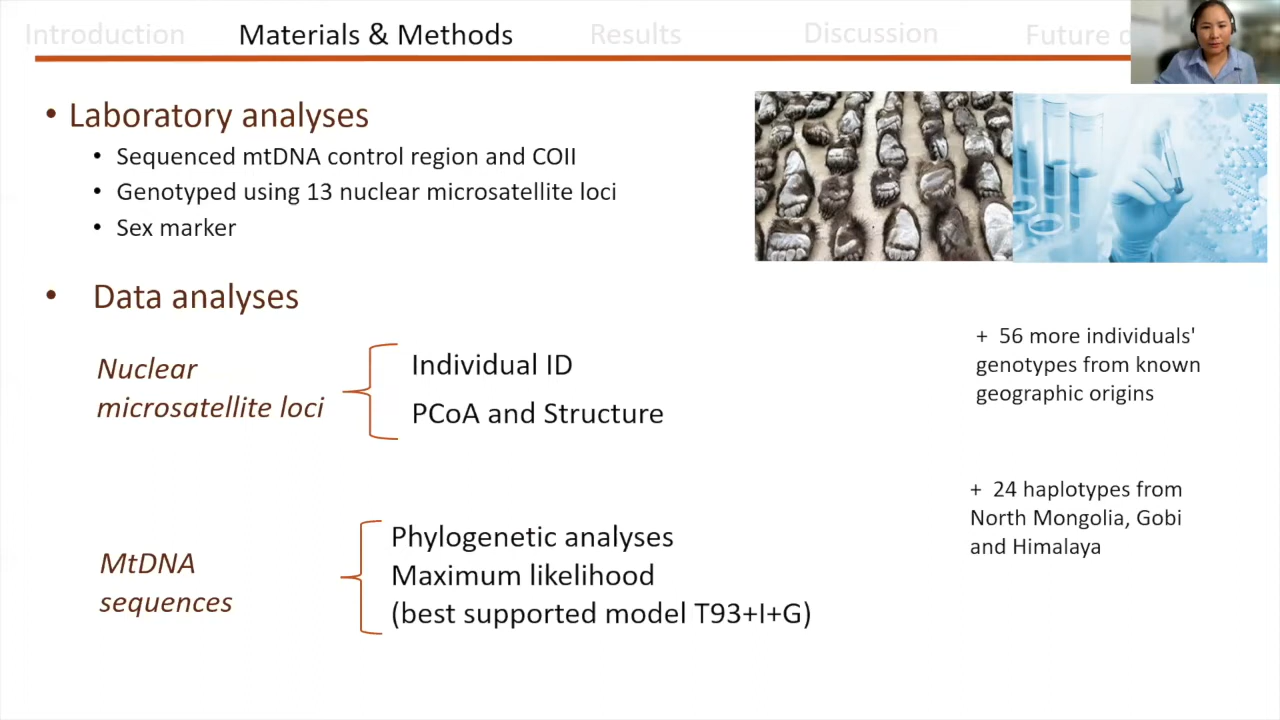 Introduction Materials & Methods Results Discussion Future
• Laboratory analyses
• Sequenced mtDNA control region and COII
• Genotyped using 13 nuclear microsatellite loci
• Sex marker
• Data analyses
Nuclear
microsatellite loci
Individual ID
PCoA and Structure
+ 56 more individuals'
genotypes from known
geographic origins
MtDNA
sequences
Phylogenetic analyses
Maximum likelihood
(best supported model T93+I+G)
+ 24 haplotypes from
North Mongolia, Gobi
and Himalaya